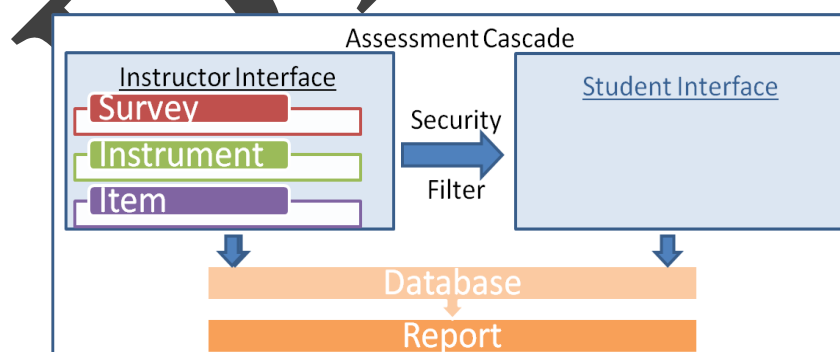 Assessment Cascade
Instructor Interface
Survey
Instrument
Item
Security
Filter
Student Interface
Database
Report